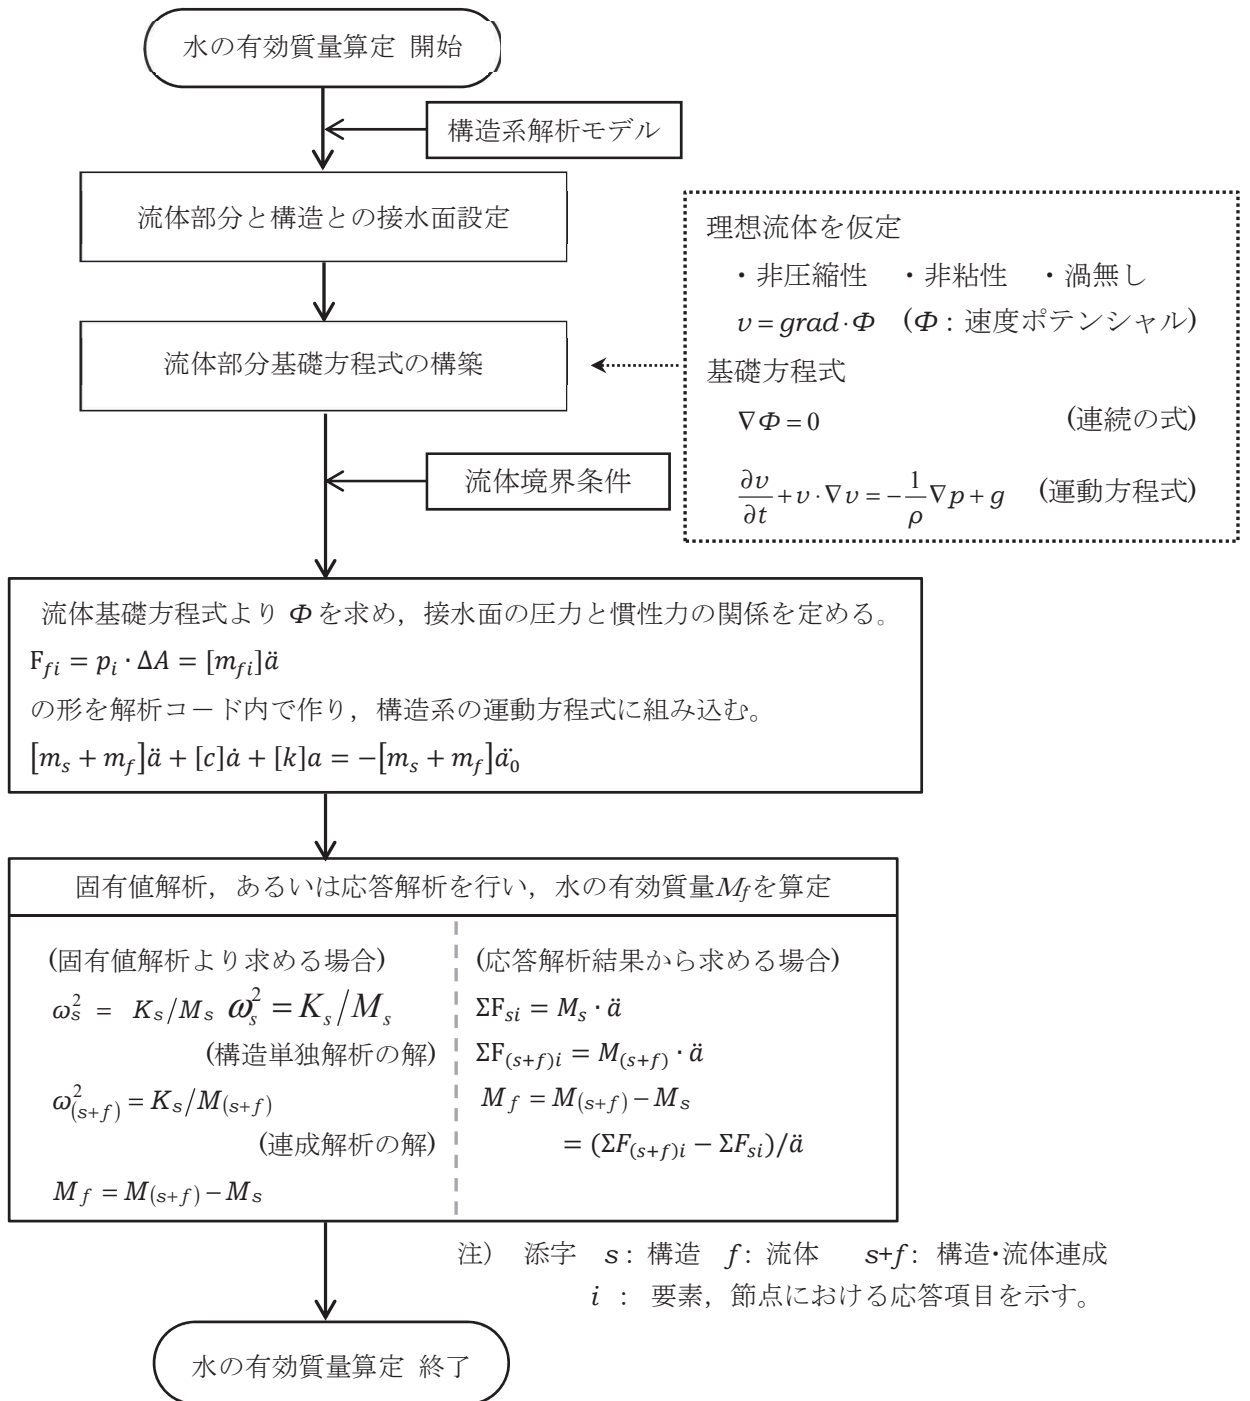 水の有効質量算定 開始
構造系解析モデル
流体部分と構造との接水面設定
流体部分基礎方程式の構築
理想流体を仮定
・非圧縮性 ・非粘性 ・渦無し
υ=grad·Φ (Φ: 速度ポテンシャル)
基礎方程式
∇Φ=0 (連続の式)
∂υ/∂t+υ·∇υ=-1/ρ∇p+g (運動方程式)
流体境界条件
流体基礎方程式より Φを求め，接水面の圧力と慣性力の関係を定める。
F_{fi} = p_i · ΔA = [m_{fi}]ä
の形を解析コード内で作り，構造系の運動方程式に組み込む。
[m_s + m_f]ä + [c]ȧ + [k]a = −[m_s + m_f]ä_0
固有値解析，あるいは応答解析を行い，水の有効質量M_fを算定
(固有値解析より求める場合)
ω_s^2 = K_s/M_s ω_s^2 = K_s/M_s
(構造単独解析の解)
ω_{(s+f)}^2 = K_s/M_{(s+f)}
(連成解析の解)
M_f = M_{(s+f)} − M_s
(応答解析結果から求める場合)
ΣF_{si} = M_s · ä
ΣF_{(s+f)i} = M_{(s+f)} · ä
M_f = M_{(s+f)} − M_s
= (ΣF_{(s+f)i} − ΣF_{si})/ä
注） 添字 s: 構造 f: 流体 s+f: 構造･流体連成
i : 要素，節点における応答項目を示す。
水の有効質量算定 終了